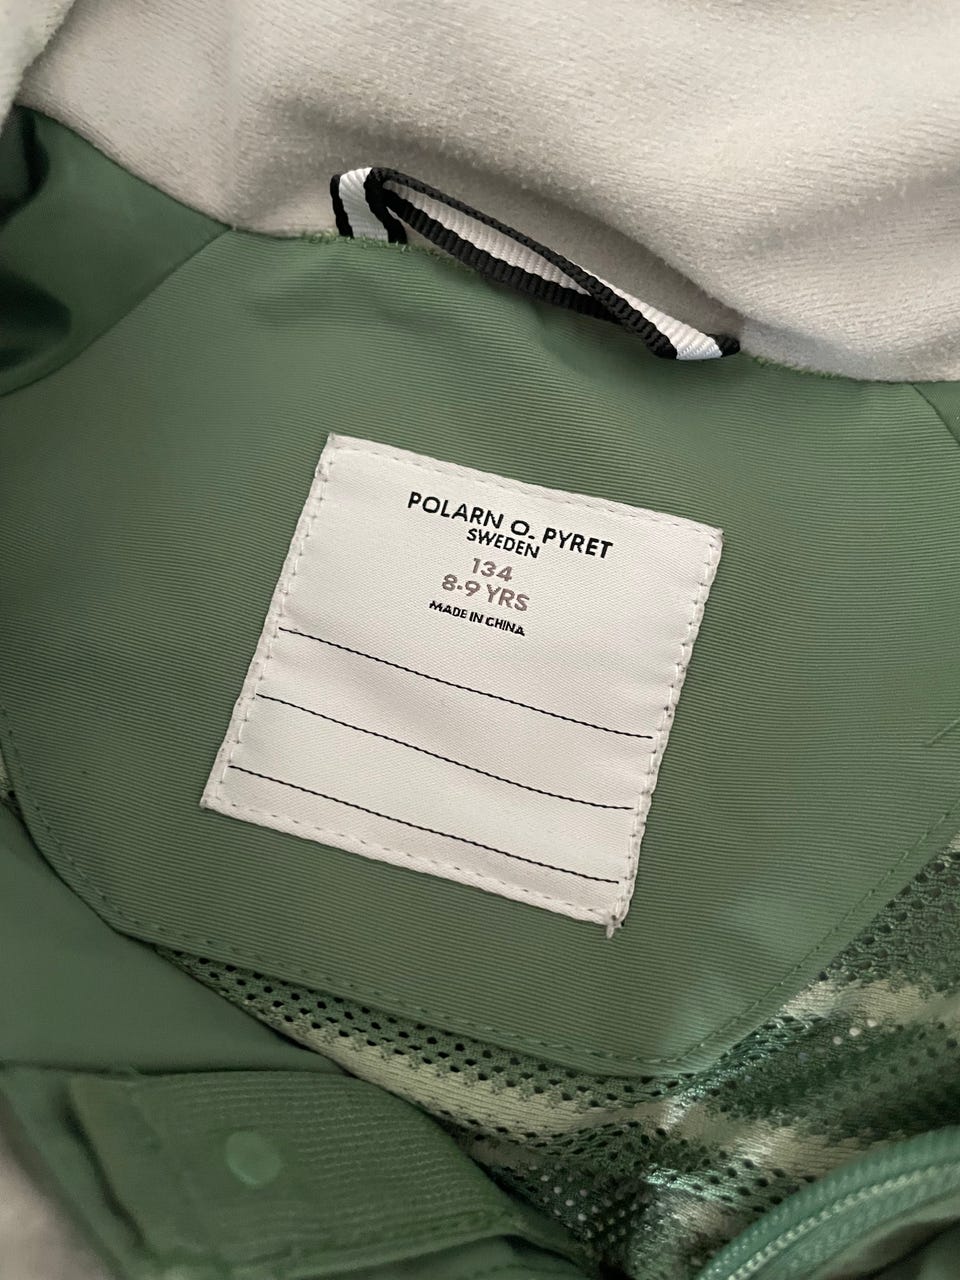 POLARN O. PYRET
SWEDEN
134
8-9 YRS
MADE IN CHINA